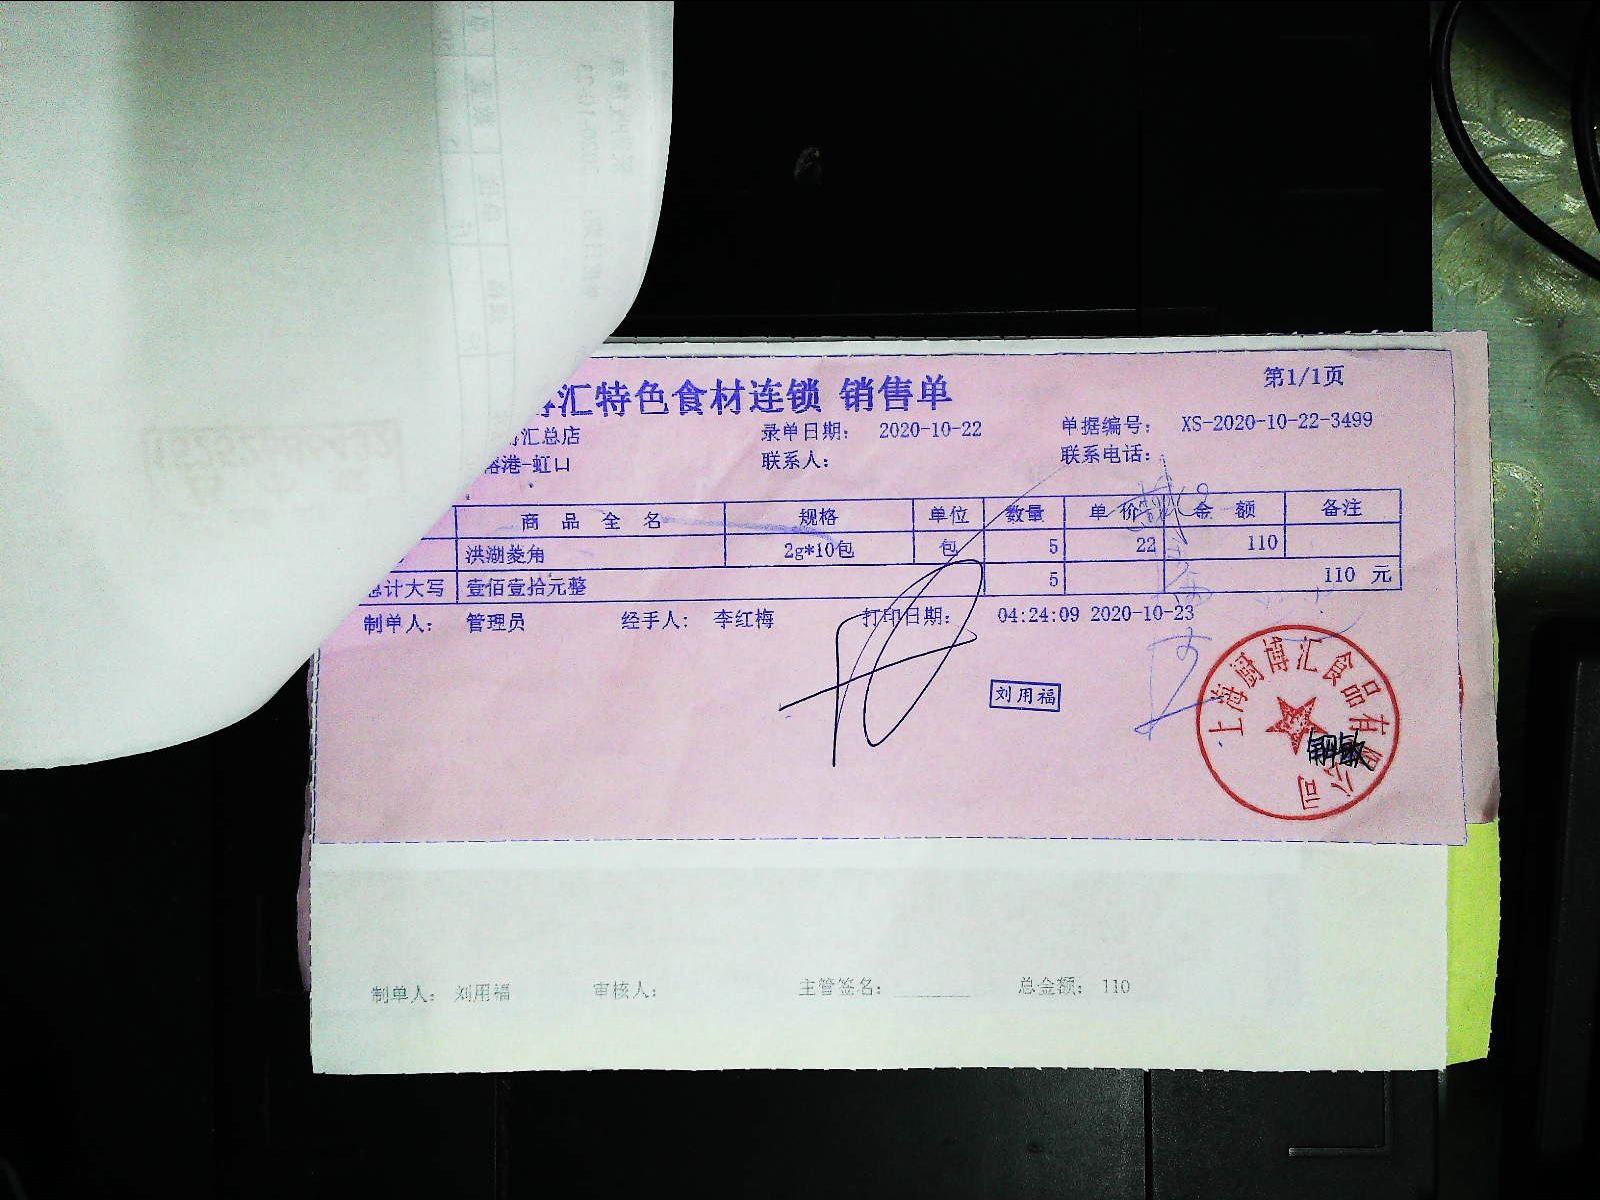 汇特色食材连锁 销售单
第1/1页
汇总店
录单日期： 2020-10-22
单据编号： XS-2020-10-22-3499
港-虹口
联系人：
联系电话：
商 品 全 名 规格 单位 数量 单价 金 额 备注
洪湖菱角 2g*10包 包 5 22 110
计大写 壹佰壹拾元整 5 110 元
制单人： 管理员 经手人： 李红梅 打印日期： 04:24:09 2020-10-23
刘用福
上海厨博汇食品有限公司
制单人： 刘用福 审核人： 主管签名： 总金额： 110